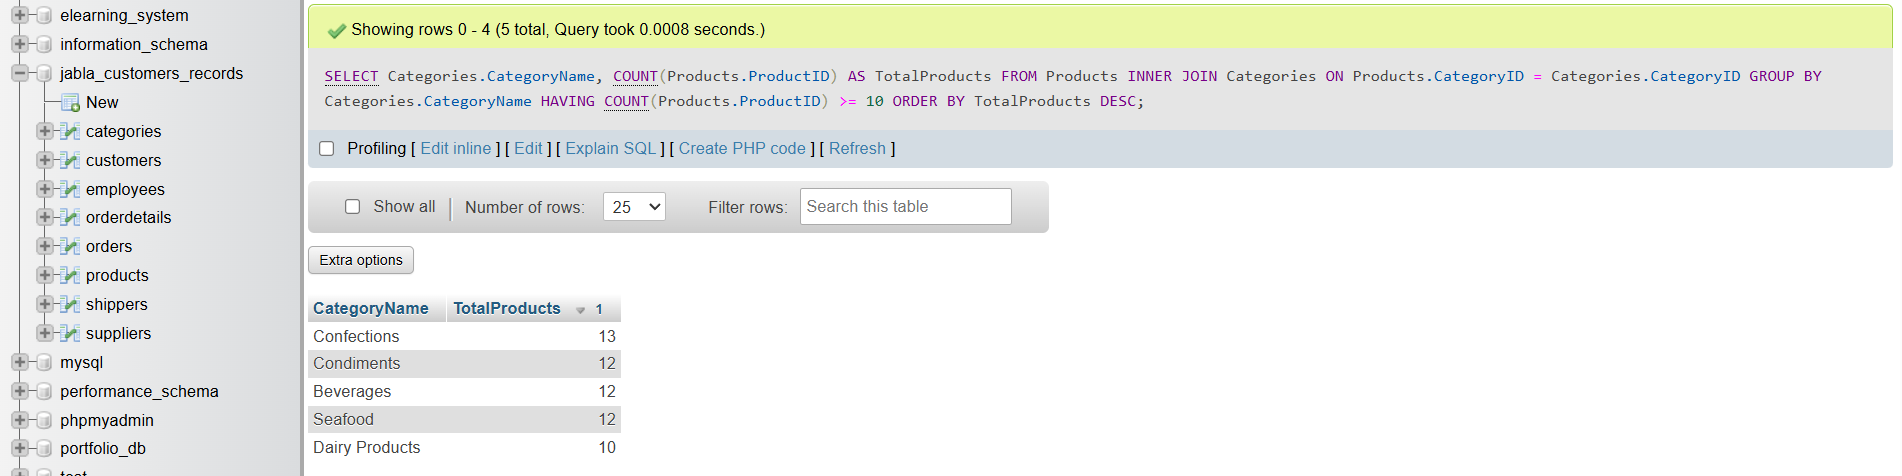 elearning_system
information_schema
jabla_customers_records
New
categories
customers
employees
orderdetails
orders
products
shippers
suppliers
mysql
performance_schema
phpmyadmin
portfolio_db
Showing rows 0 - 4 (5 total, Query took 0.0008 seconds.)
SELECT Categories.CategoryName, COUNT(Products.ProductID) AS TotalProducts FROM Products INNER JOIN Categories ON Products.CategoryID = Categories.CategoryID GROUP BY
Categories.CategoryName HAVING COUNT(Products.ProductID) >= 10 ORDER BY TotalProducts DESC;
Profiling [ Edit inline ] [ Edit ] [ Explain SQL ] [ Create PHP code ] [ Refresh ]
Show all | Number of rows: 25 Filter rows: Search this table
Extra options
CategoryName TotalProducts 1
Confections 13
Condiments 12
Beverages 12
Seafood 12
Dairy Products 10